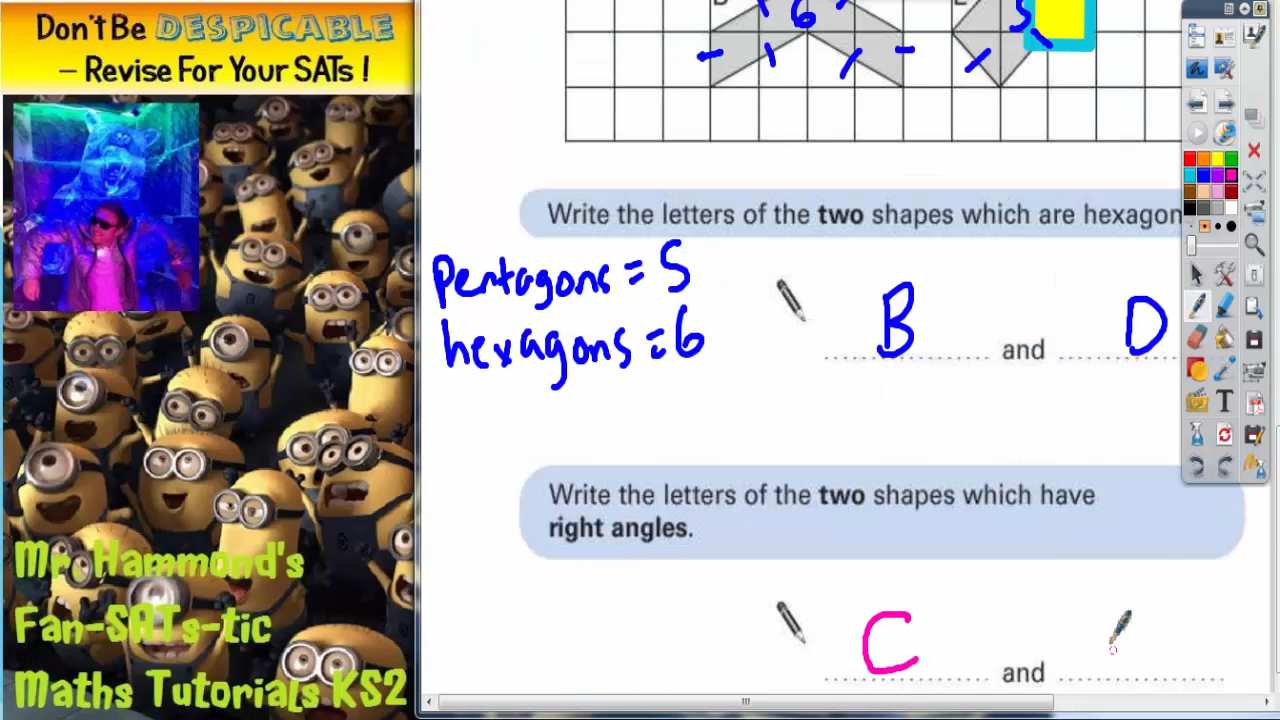 Don't Be DESPICABLE
– Revise For Your SATs !
6
5
Write the letters of the two shapes which are hexagon
pentagons = 5
hexagons = 6
B and D
Write the letters of the two shapes which have
right angles.
C and
Mr. Hammond's
Fan-SATs-tic
Maths Tutorials KS2